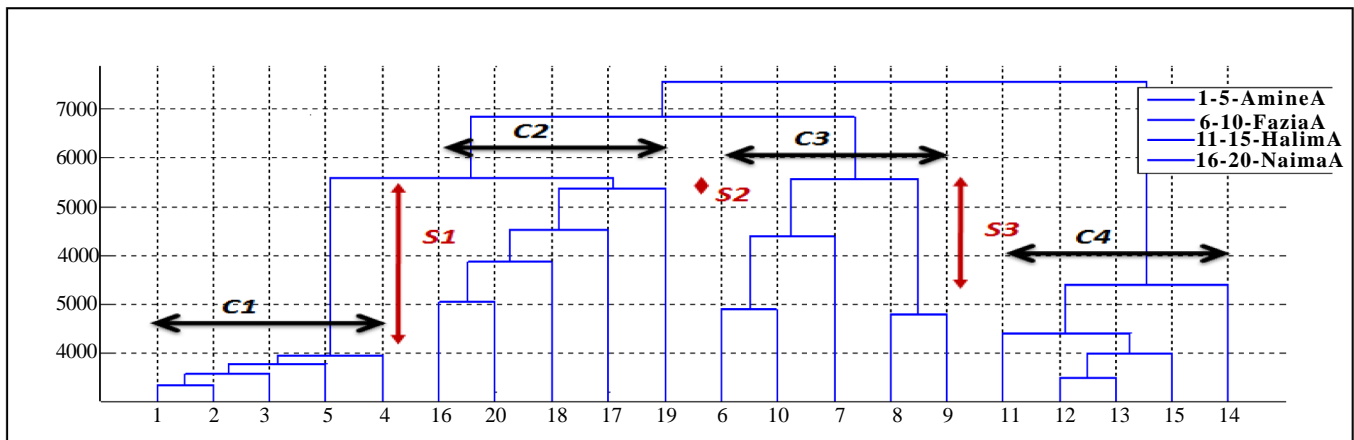 7000
6000
5000
4000
5000
4000
C1
C2
C3
C4
S1
S2
S3
1-5-AmineA
6-10-FaziaA
11-15-HalimA
16-20-NaimaA
1 2 3 5 4 16 20 18 17 19 6 10 7 8 9 11 12 13 15 14